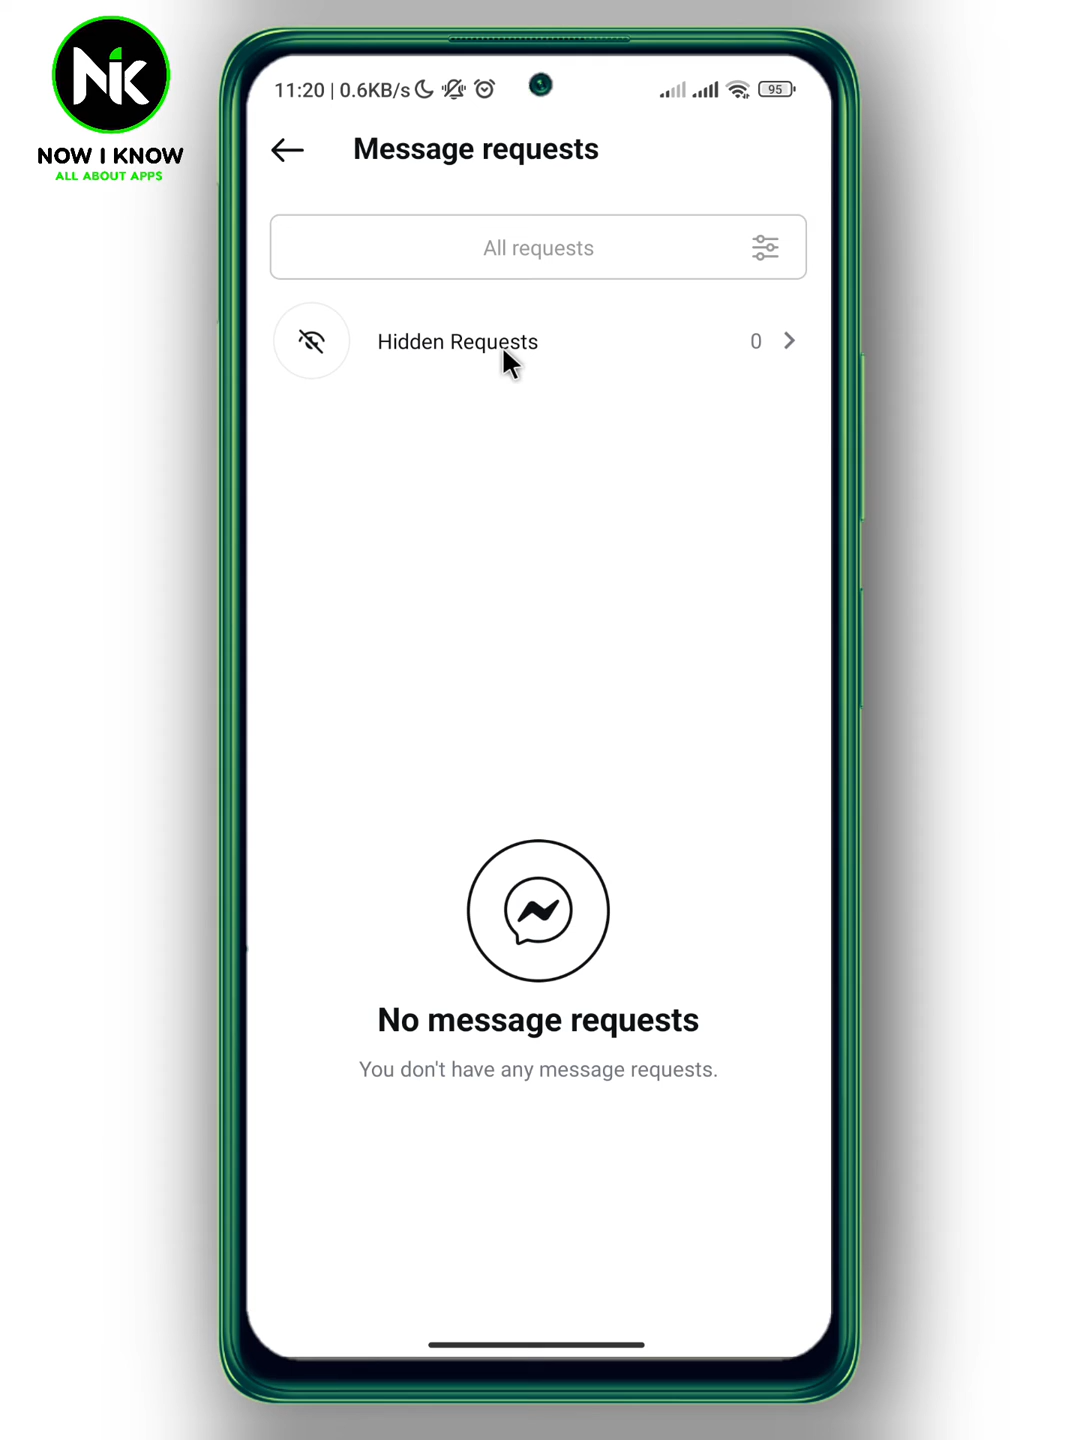 NIK
NOW I KNOW
ALL ABOUT APPS
11:20 | 0.6KB/s
95
Message requests
All requests
Hidden Requests 0
No message requests
You don't have any message requests.